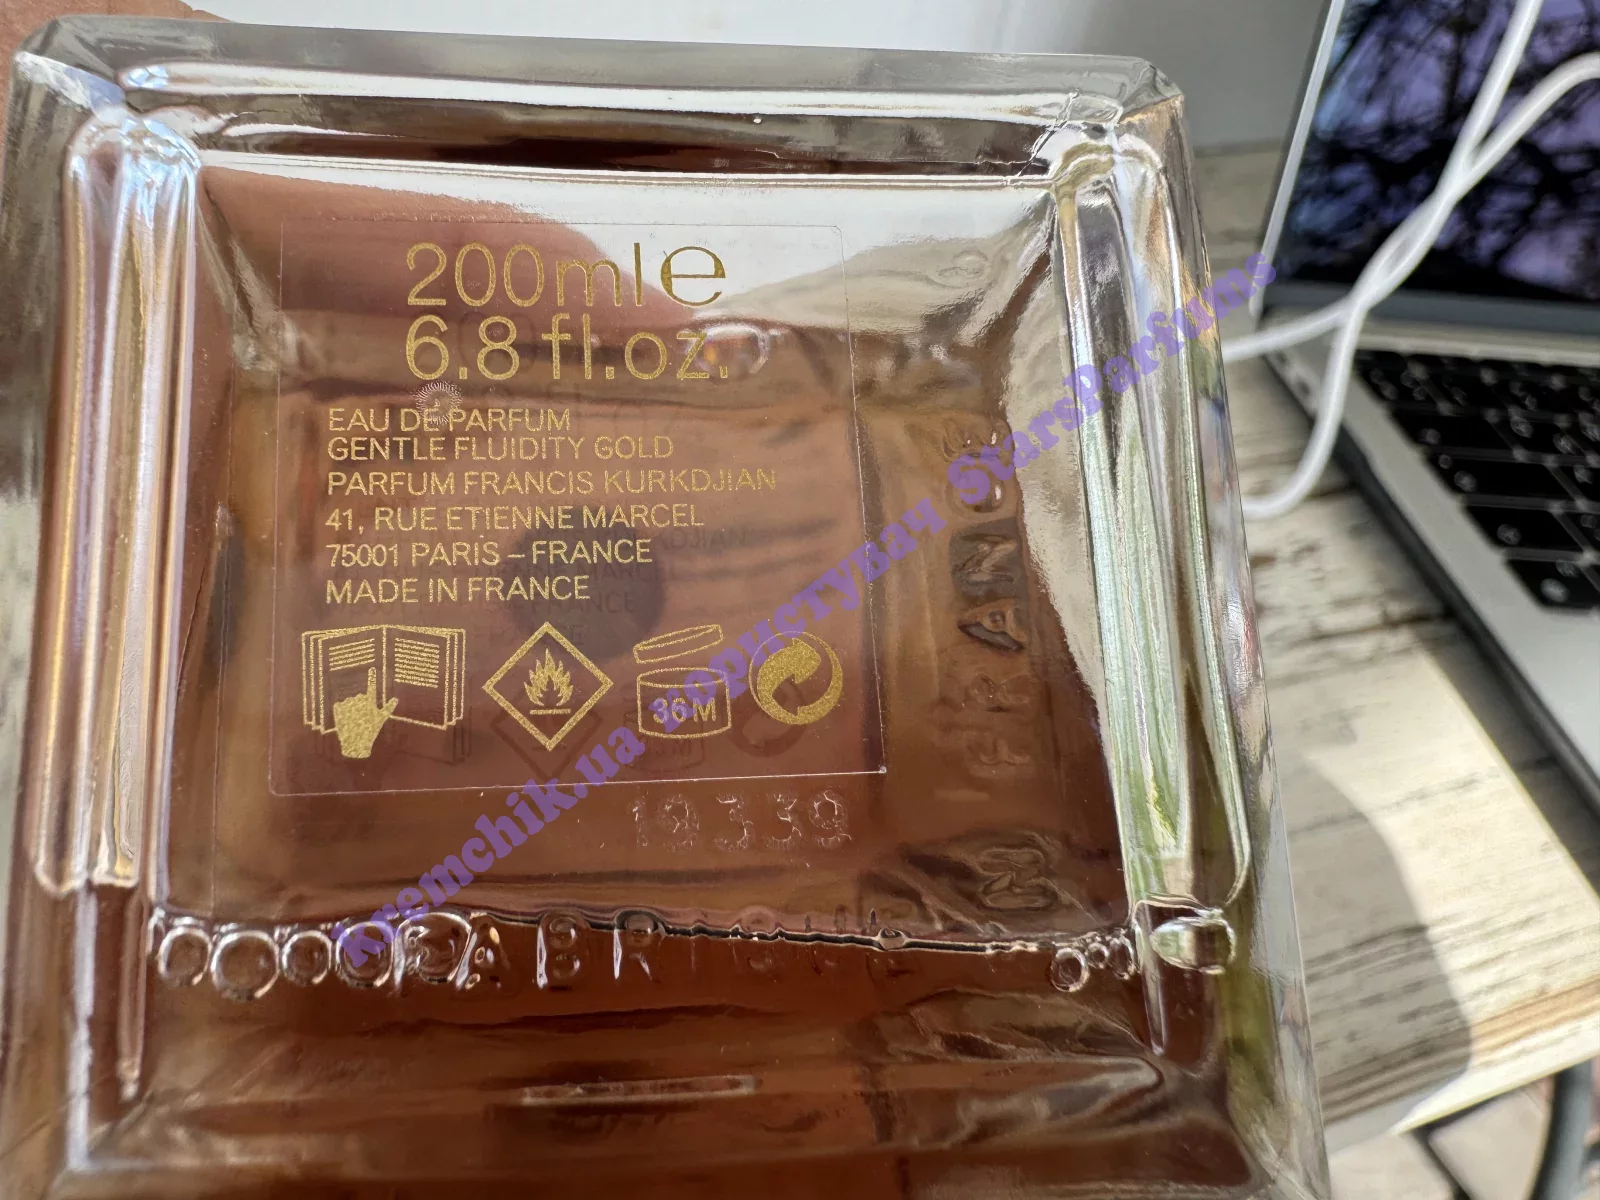 200ml℮
6.8 fl.oz.
EAU DE PARFUM
GENTLE FLUIDITY GOLD
PARFUM FRANCIS KURKDJIAN
41, RUE ETIENNE MARCEL
75001 PARIS – FRANCE
MADE IN FRANCE
36M
19339
FRANCE
kremchik.ua користувач StarsParfums